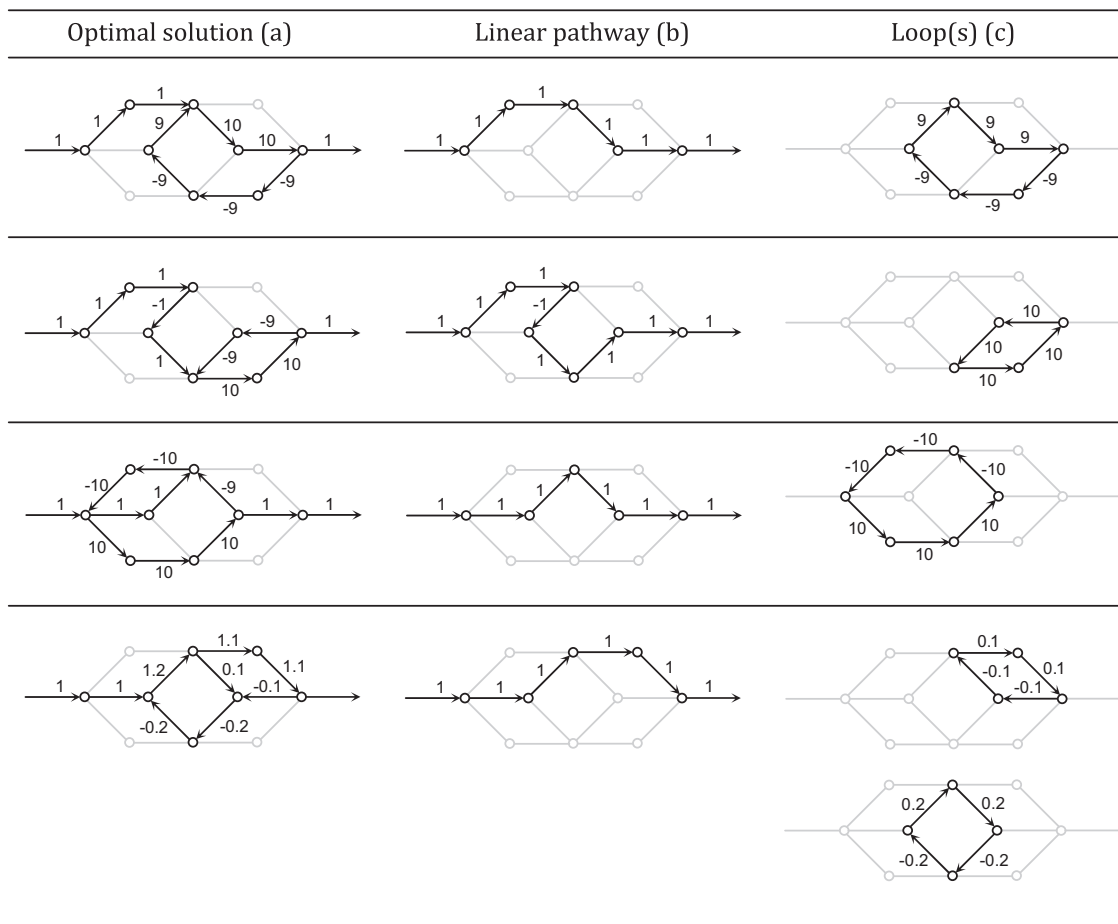 Optimal solution (a) Linear pathway (b) Loop(s) (c)
1 1 1 9 10 10 1 -9 -9 -9
1 1 1 1 1 1
9 9 9 -9 -9 -9
1 1 1 -1 1 -9 -9 10 10 1
1 1 1 -1 1 1 1 1
10 10 10 10
1 -10 -10 1 1 -9 1 1 10 10 10
1 1 1 1 1 1
-10 -10 -10 10 10 10
1 1 1.2 1.1 1.1 0.1 -0.1 -0.2 -0.2
1 1 1 1 1 1
0.1 0.1 -0.1 -0.1
0.2 0.2 -0.2 -0.2